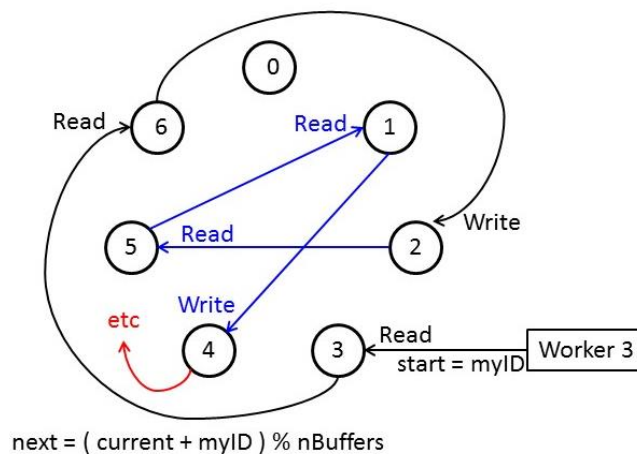 0
Read
6
Read
1
Write
5
Read
2
Write
etc
4
3
Read
start = myID
Worker 3
next = ( current + myID ) % nBuffers